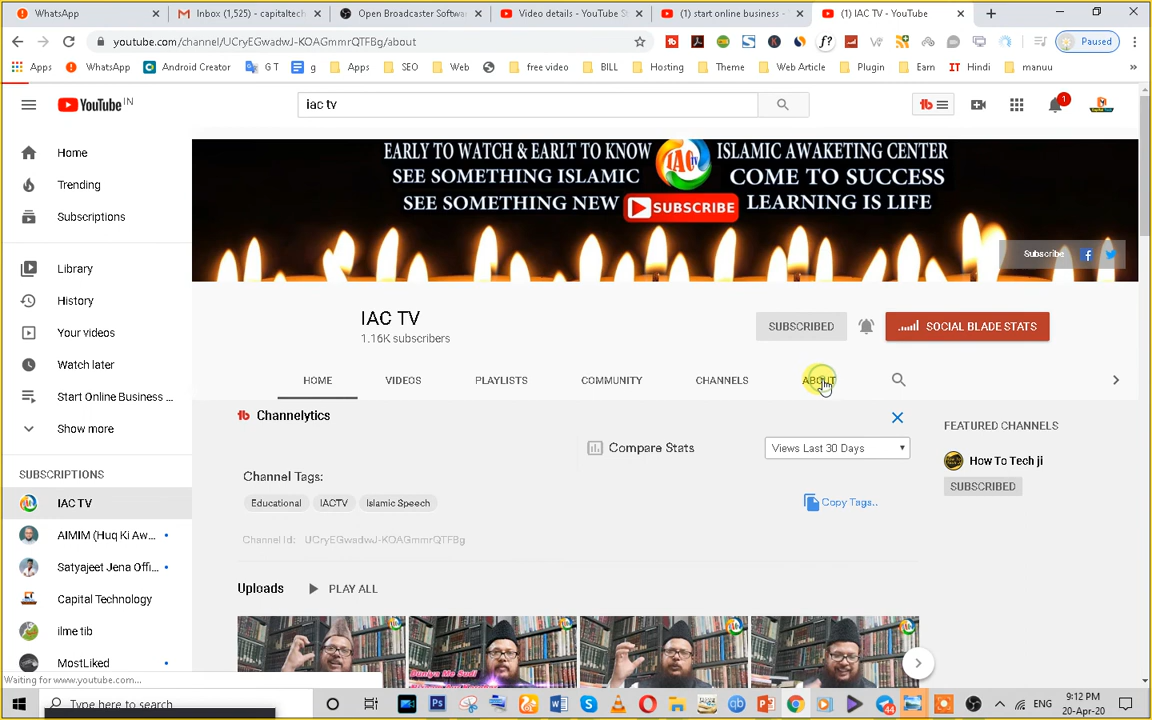 WhatsApp
Inbox (1,525) - capitaltech
Open Broadcaster Softwa
Video details - YouTube S
(1) start online business -
(1) IAC TV - YouTube
youtube.com/channel/UCryEGwadwJ-KOAGmmrQTFBg/about
Paused
Apps
WhatsApp
Android Creator
G T
g
Apps
SEO
Web
free video
BILL
Hosting
Theme
Web Article
Plugin
Earn
IT Hindi
manuu
»
YouTube IN
iac tv
tb
1
Home
Trending
Subscriptions
Library
History
Your videos
Watch later
Start Online Business ...
Show more
SUBSCRIPTIONS
IAC TV
AIMIM (Huq Ki Aw...
Satyajeet Jena Offi...
Capital Technology
ilme tib
MostLiked
EARLY TO WATCH & EARLT TO KNOW
SEE SOMETHING ISLAMIC
SEE SOMETHING NEW
IAC tv
SUBSCRIBE
ISLAMIC AWAKETING CENTER
COME TO SUCCESS
LEARNING IS LIFE
Subscribe
IAC TV
1.16K subscribers
SUBSCRIBED
SOCIAL BLADE STATS
HOME
VIDEOS
PLAYLISTS
COMMUNITY
CHANNELS
ABOUT
tb Channelytics
Compare Stats
Views Last 30 Days
Channel Tags:
Educational
IACTV
Islamic Speech
Copy Tags..
Channel Id: UCryEGwadwJ-KOAGmmrQTFBg
Uploads
PLAY ALL
Duniya Me Sudi
FEATURED CHANNELS
How To Tech ji
SUBSCRIBED
Waiting for www.youtube.com...
Type here to search
44
ENG
9:12 PM
20-Apr-20